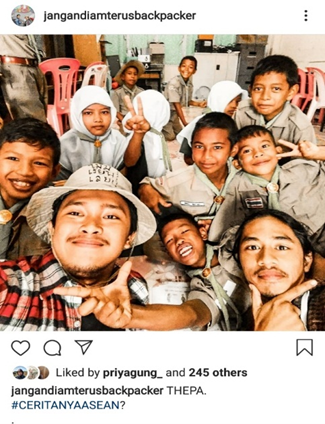 jangandiamterusbackpacker
Liked by priyagung_ and 245 others
jangandiamterusbackpacker THEPA.
#CERITANYAASEAN?
.